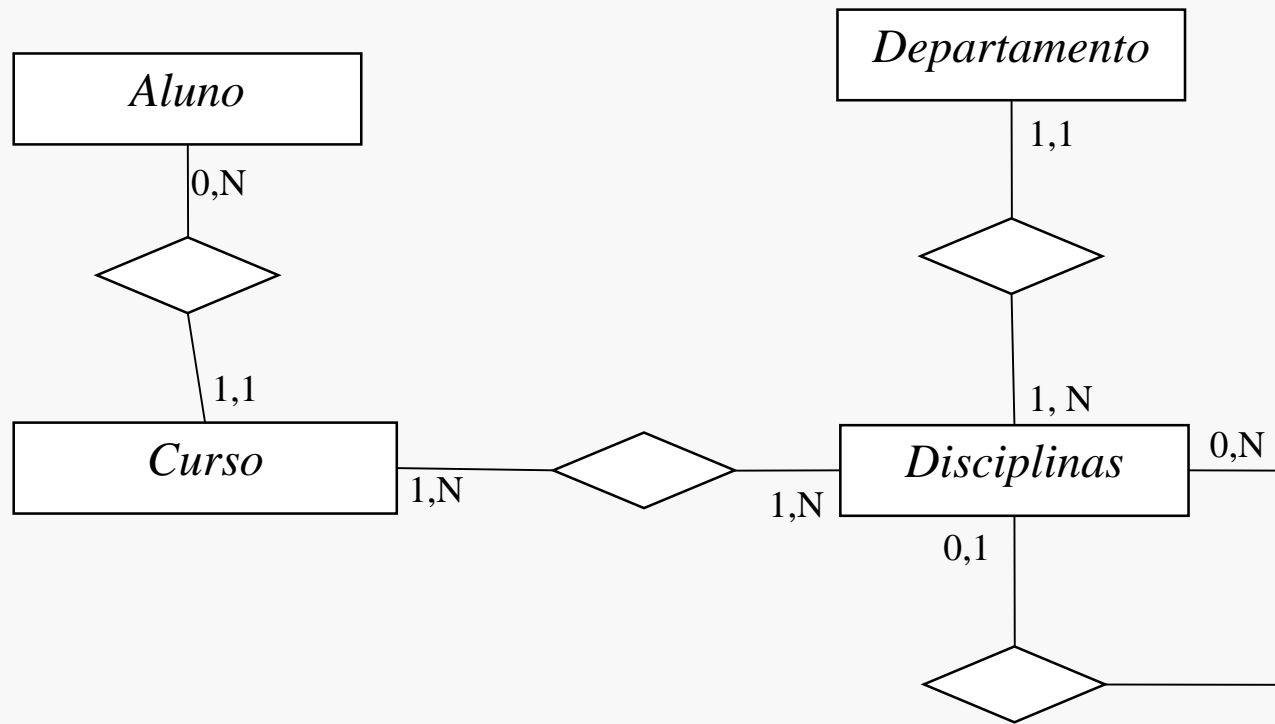 Departamento
Aluno
1,1
0,N
1,1
1, N
Curso
Disciplinas
0,N
1,N
1,N
0,1